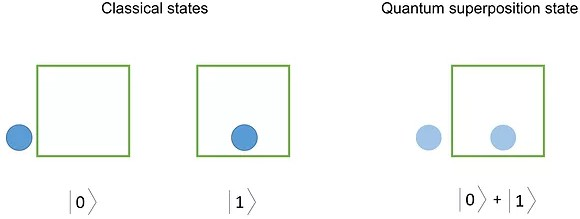 Classical states
Quantum superposition state
|0⟩
|1⟩
|0⟩ + |1⟩